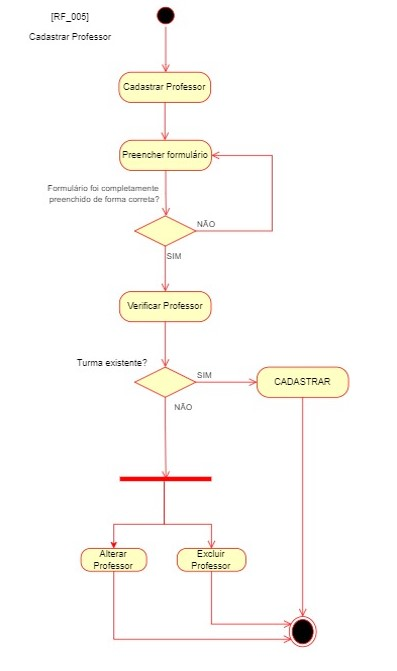 [RF_005]
Cadastrar Professor
Cadastrar Professor
Preencher formulário
Formulário foi completamente
preenchido de forma correta?
NÃO
SIM
Verificar Professor
Turma existente?
SIM
CADASTRAR
NÃO
Alterar
Professor
Excluir
Professor